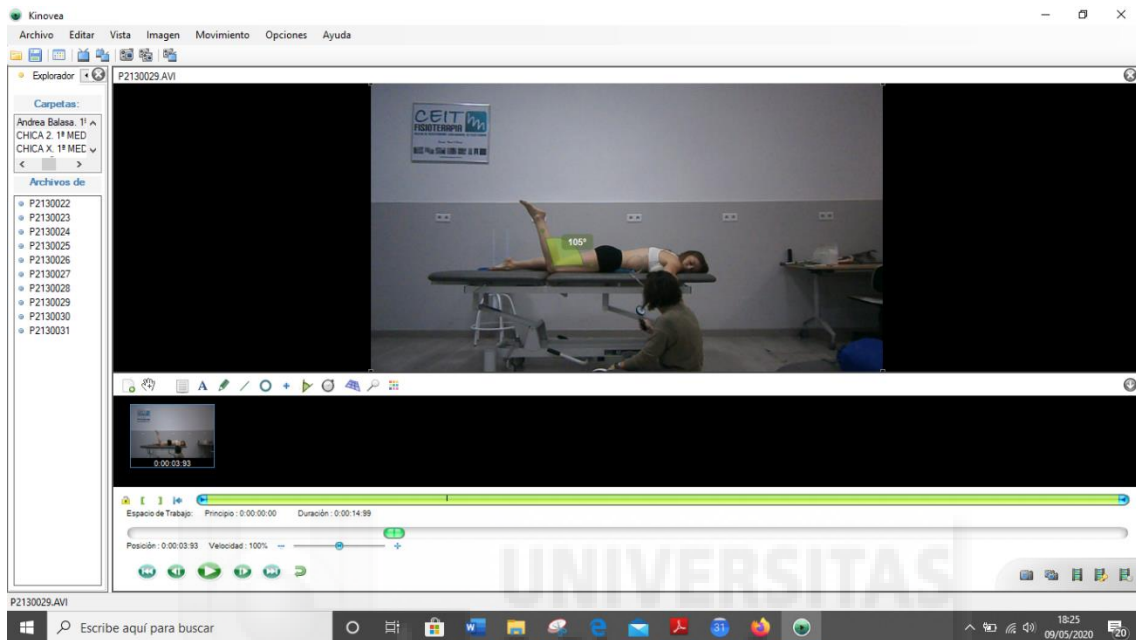 Kinovea
Archivo Editar Vista Imagen Movimiento Opciones Ayuda
Explorador
P2130029.AVI
Carpetas:
Andrea Balasa. 1ª
CHICA 2. 1ª MED
CHICA X. 1ª MED
Archivos de
P2130022
P2130023
P2130024
P2130025
P2130026
P2130027
P2130028
P2130029
P2130030
P2130031
CEIT
FISIOTERAPIA
105°
0:00:03:93
Espacio de Trabajo: Principio : 0:00:00:00 Duración : 0:00:14:99
Posición : 0:00:03:93 Velocidad : 100%
UNIVERSITAS
P2130029.AVI
Escribe aquí para buscar
31
18:25
09/05/2020
20